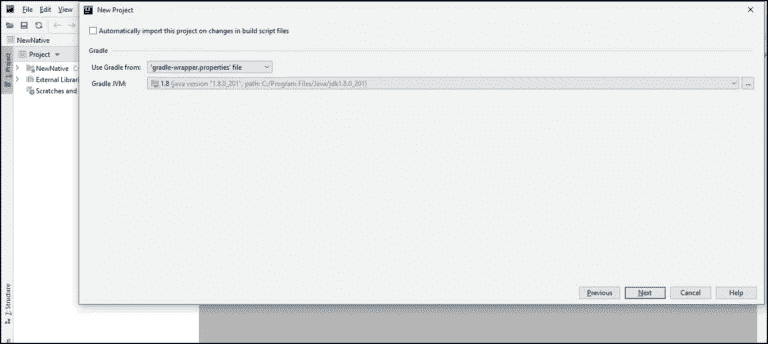 File Edit View
New Project
NewNative
Automatically import this project on changes in build script files
Project
Gradle
Use Gradle from: 'gradle-wrapper.properties' file
NewNative
External Librari
Gradle JVM: 1.8 (java version "1.8.0_201", path: C:/Program Files/Java/jdk1.8.0_201) ...
Scratches and
1: Project
Z: Structure
Previous Next Cancel Help